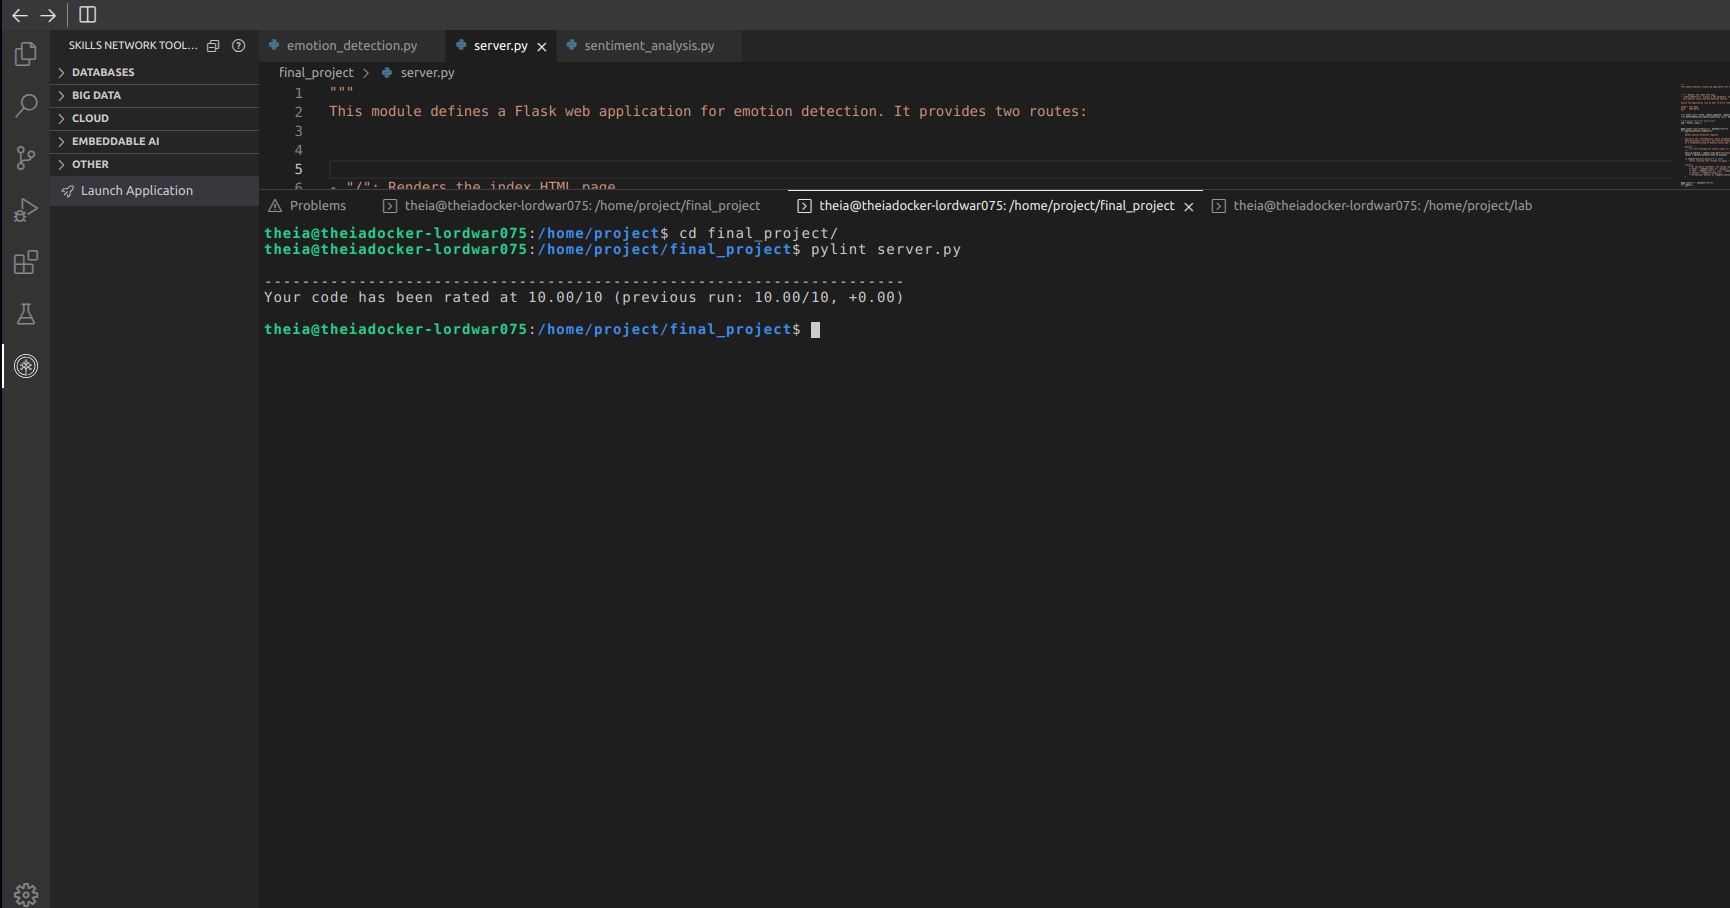 SKILLS NETWORK TOOL...
DATABASES
BIG DATA
CLOUD
EMBEDDABLE AI
OTHER
Launch Application
emotion_detection.py
server.py
sentiment_analysis.py
final_project > server.py
1 """
2 This module defines a Flask web application for emotion detection. It provides two routes:
3
4
5
6 - "/": Renders the index HTML page
Problems
theia@theiadocker-lordwar075: /home/project/final_project
theia@theiadocker-lordwar075: /home/project/final_project
theia@theiadocker-lordwar075: /home/project/lab
theia@theiadocker-lordwar075:/home/project$ cd final_project/
theia@theiadocker-lordwar075:/home/project/final_project$ pylint server.py
--------------------------------------------------------------------
Your code has been rated at 10.00/10 (previous run: 10.00/10, +0.00)
theia@theiadocker-lordwar075:/home/project/final_project$